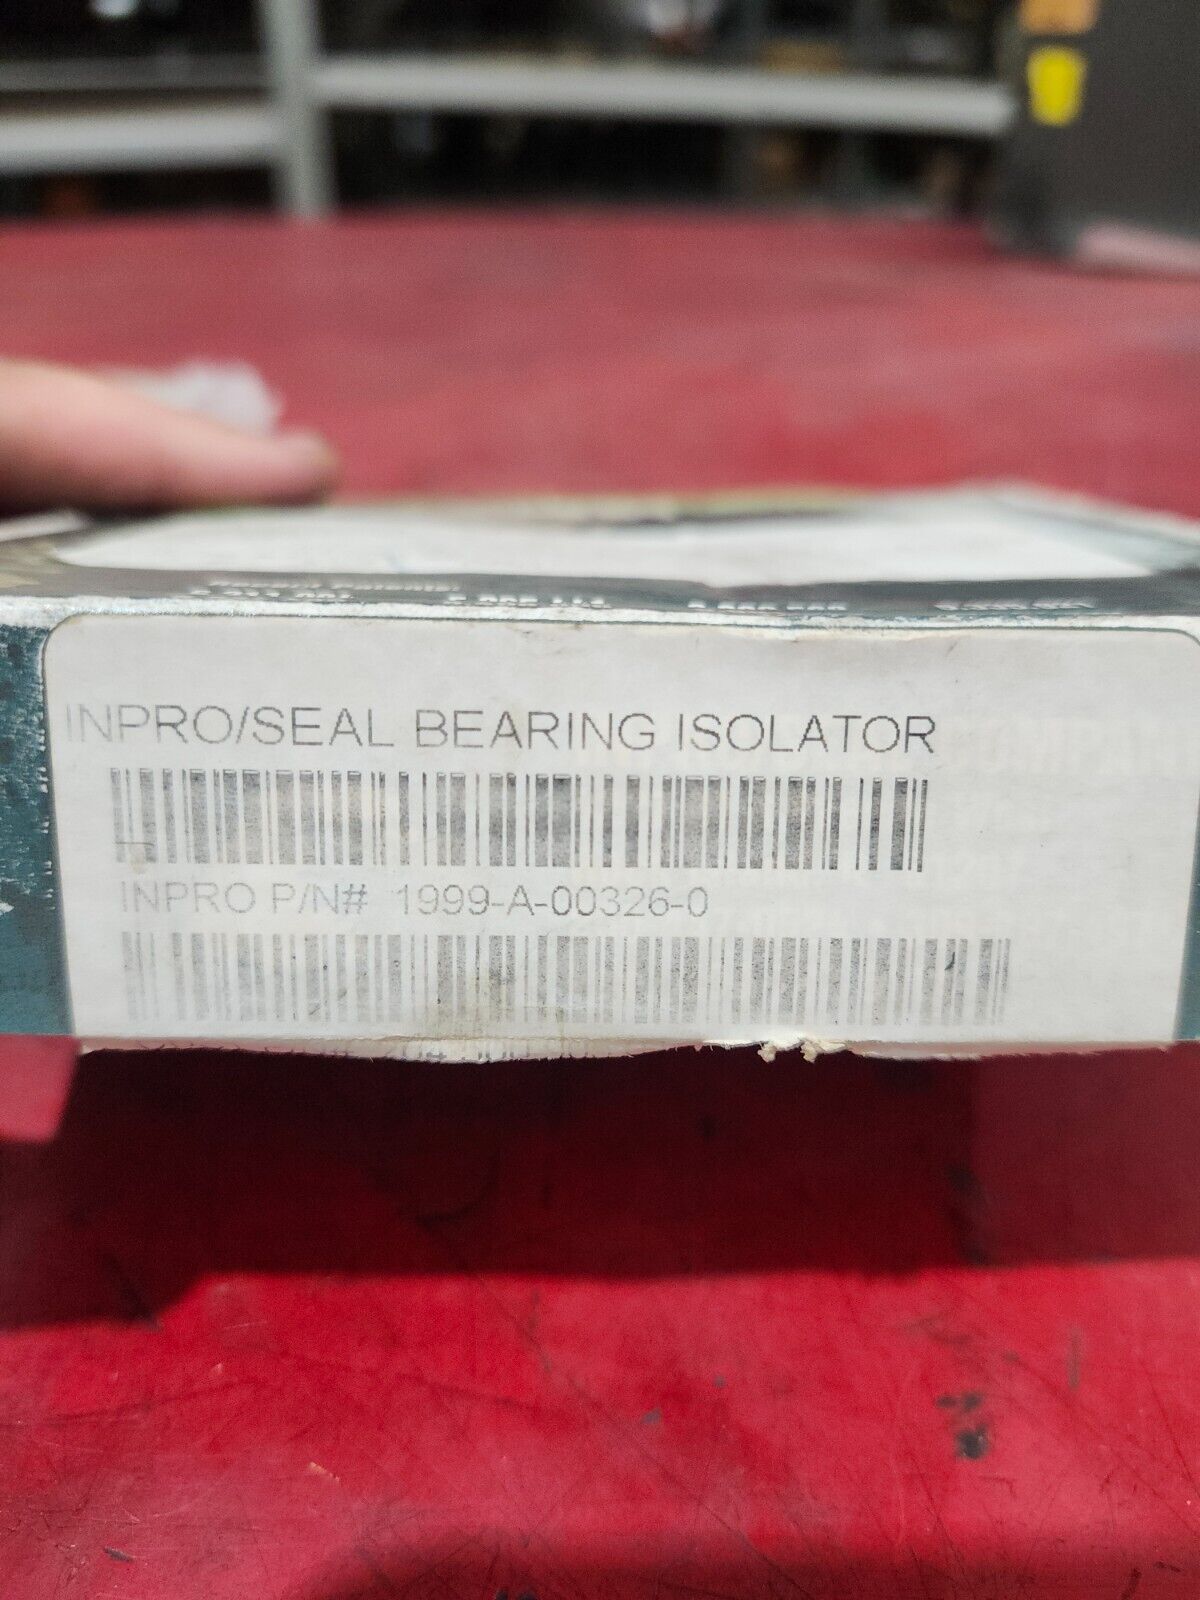 INPRO/SEAL BEARING ISOLATOR
INPRO P/N# 1999-A-00326-0